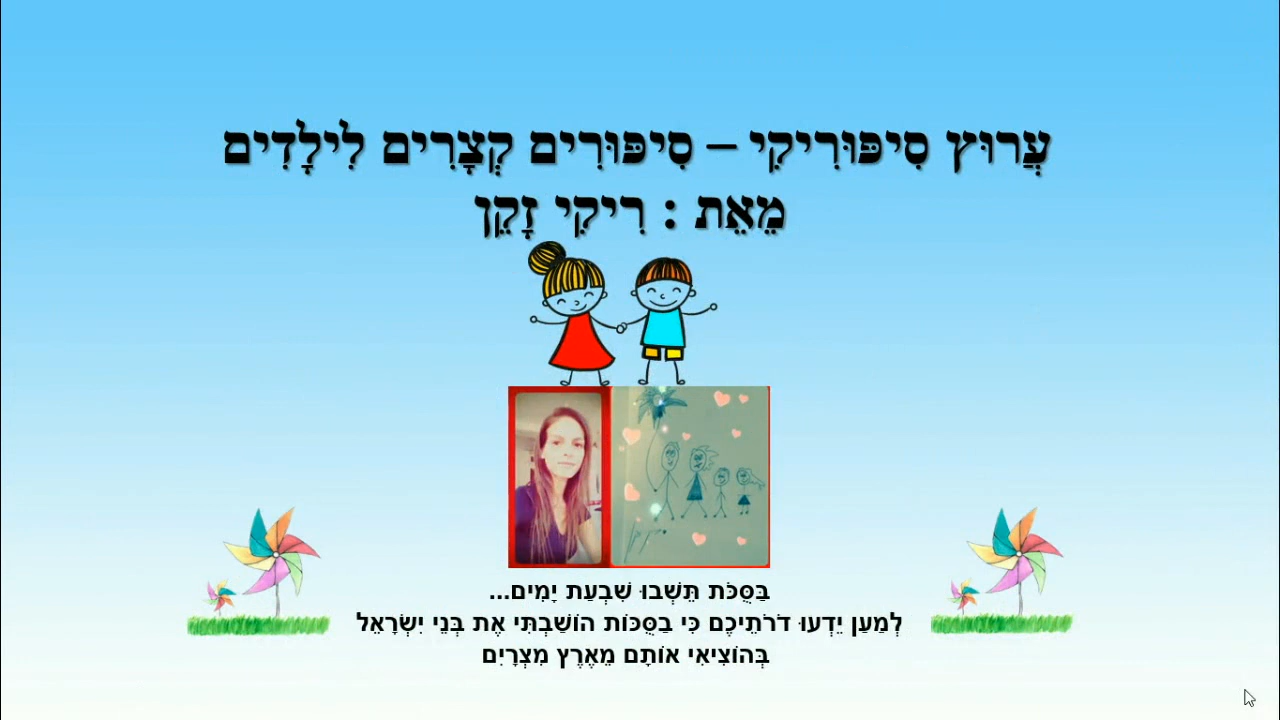 עֲרוּץ סִיפּוּרִיקִי – סִיפּוּרִים קְצָרִים לִילָדִים
מֵאֵת : רִיקִי זָקֵן
בַּסֻּכֹּת תֵּשְׁבוּ שִׁבְעַת יָמִים...
לְמַעַן יֵדְעוּ דֹרֹתֵיכֶם כִּי בַסֻּכּוֹת הוֹשַׁבְתִּי אֶת בְּנֵי יִשְׂרָאֵל
בְּהוֹצִיאִי אוֹתָם מֵאֶרֶץ מִצְרָיִם